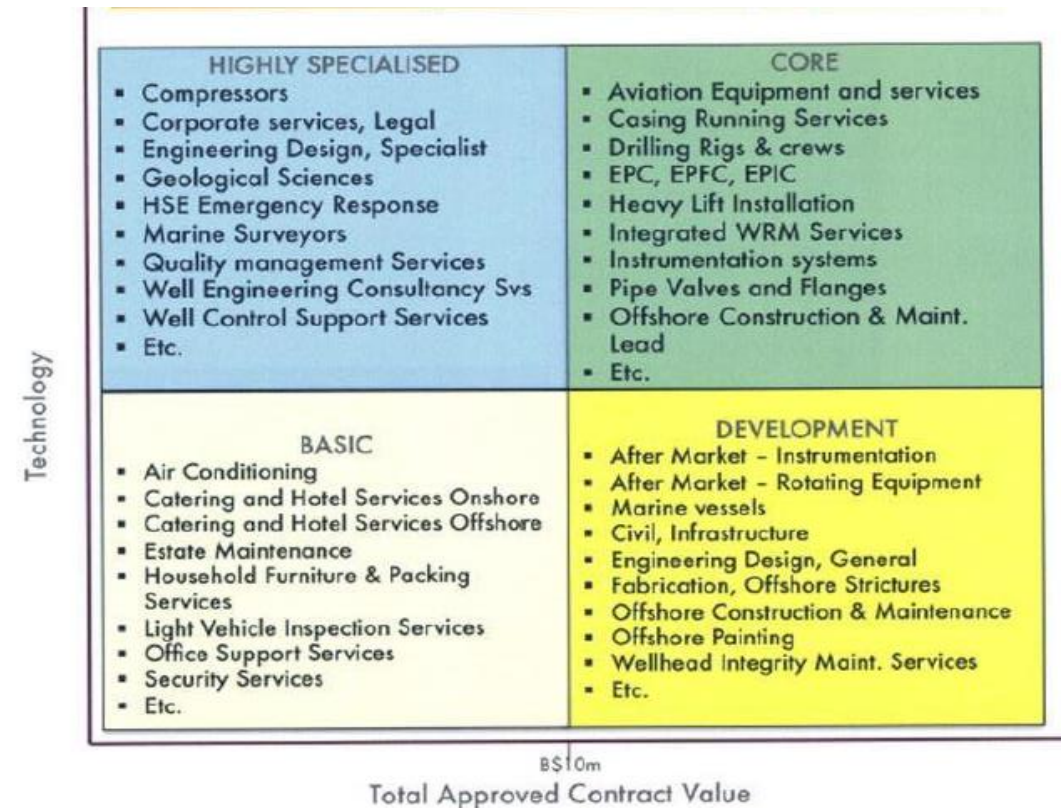 HIGHLY SPECIALISED
▪ Compressors
▪ Corporate services, Legal
▪ Engineering Design, Specialist
▪ Geological Sciences
▪ HSE Emergency Response
▪ Marine Surveyors
▪ Quality management Services
▪ Well Engineering Consultancy Svs
▪ Well Control Support Services
▪ Etc.
CORE
▪ Aviation Equipment and services
▪ Casing Running Services
▪ Drilling Rigs & crews
▪ EPC, EPFC, EPIC
▪ Heavy Lift Installation
▪ Integrated WRM Services
▪ Instrumentation systems
▪ Pipe Valves and Flanges
▪ Offshore Construction & Maint.
Lead
▪ Etc.
Technology
BASIC
▪ Air Conditioning
▪ Catering and Hotel Services Onshore
▪ Catering and Hotel Services Offshore
▪ Estate Maintenance
▪ Household Furniture & Packing
Services
▪ Light Vehicle Inspection Services
▪ Office Support Services
▪ Security Services
▪ Etc.
DEVELOPMENT
▪ After Market – Instrumentation
▪ After Market – Rotating Equipment
▪ Marine vessels
▪ Civil, Infrastructure
▪ Engineering Design, General
▪ Fabrication, Offshore Strictures
▪ Offshore Construction & Maintenance
▪ Offshore Painting
▪ Wellhead Integrity Maint. Services
▪ Etc.
B$10m
Total Approved Contract Value